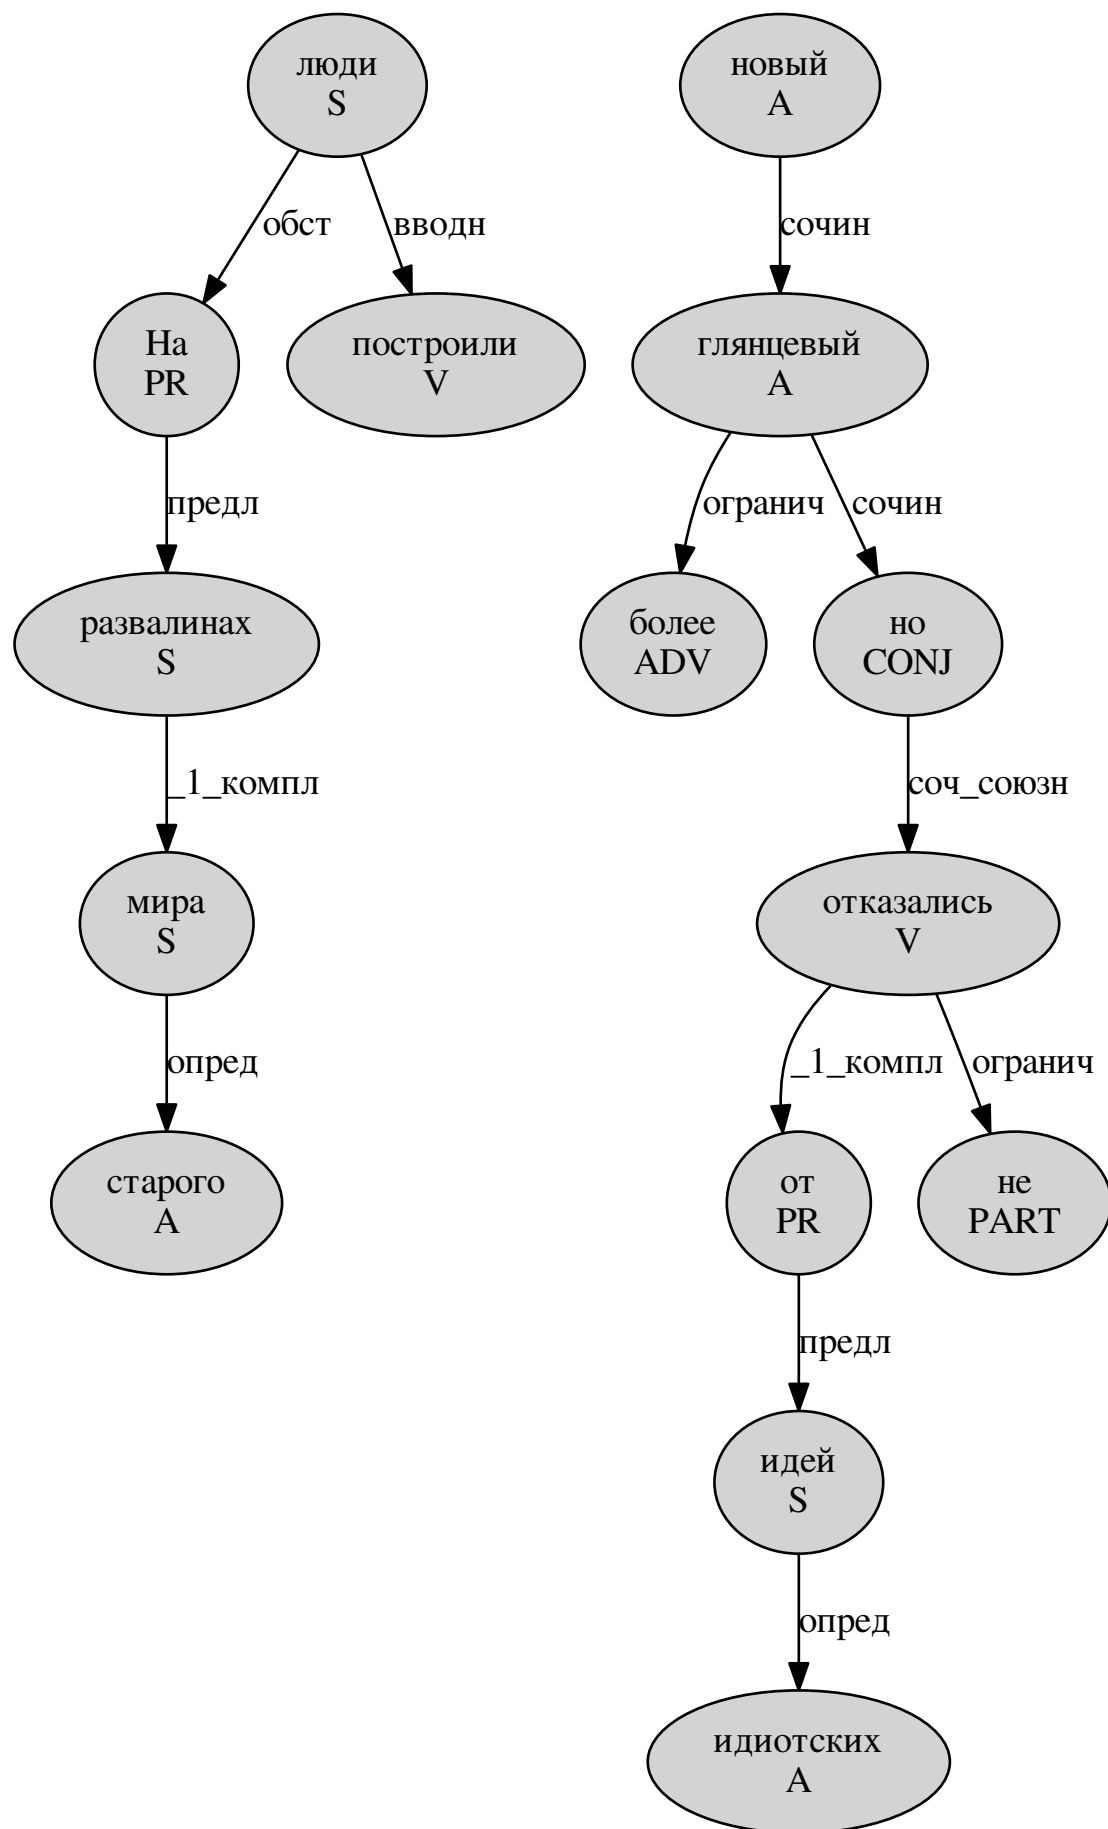 люди
S
новый
A
обст
вводн
сочин
На
PR
построили
V
глянцевый
A
предл
огранич
сочин
развалинах
S
более
ADV
но
CONJ
_1_компл
соч_союзн
мира
S
отказались
V
опред
_1_компл
огранич
старого
A
от
PR
не
PART
предл
идей
S
опред
идиотских
A